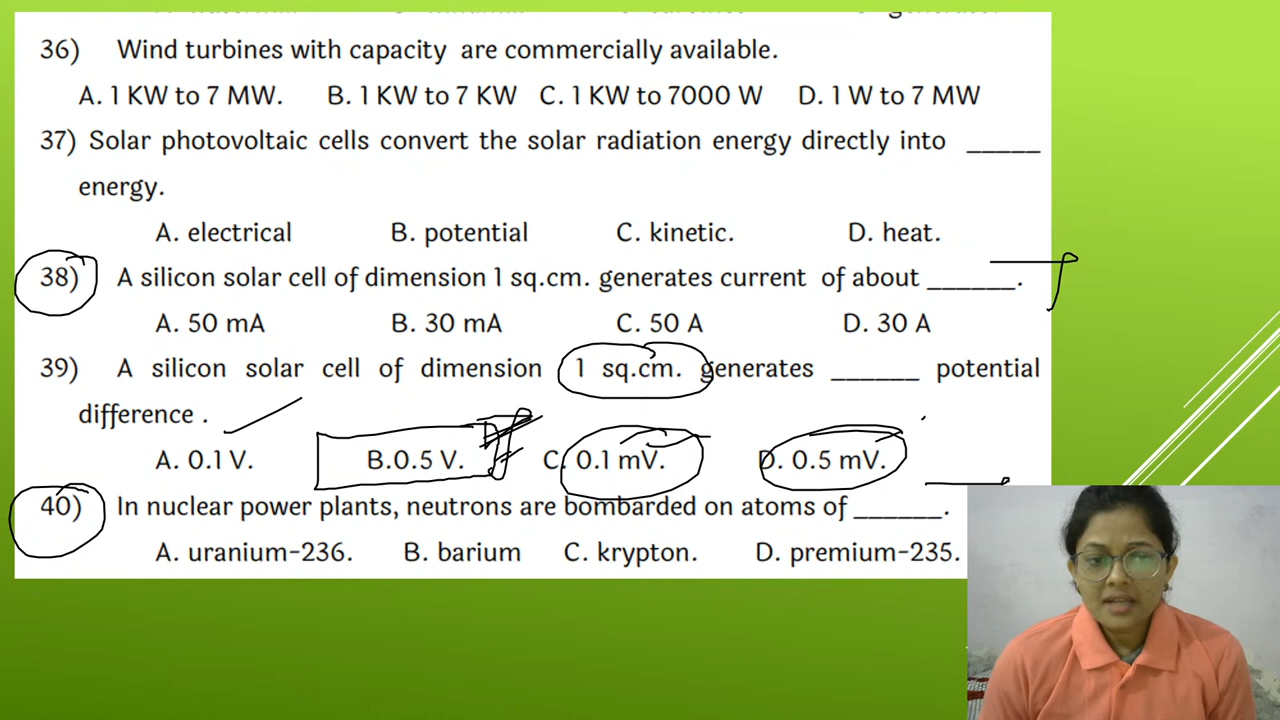 generator
36) Wind turbines with capacity are commercially available.
A. 1 KW to 7 MW. B. 1 KW to 7 KW C. 1 KW to 7000 W D. 1 W to 7 MW
37) Solar photovoltaic cells convert the solar radiation energy directly into _____
energy.
A. electrical B. potential C. kinetic. D. heat.
38) A silicon solar cell of dimension 1 sq.cm. generates current of about ______.
A. 50 mA B. 30 mA C. 50 A D. 30 A
39) A silicon solar cell of dimension 1 sq.cm. generates ______ potential
difference .
A. 0.1 V. B.0.5 V. C. 0.1 mV. D. 0.5 mV.
40) In nuclear power plants, neutrons are bombarded on atoms of ______.
A. uranium-236. B. barium C. krypton. D. premium-235.